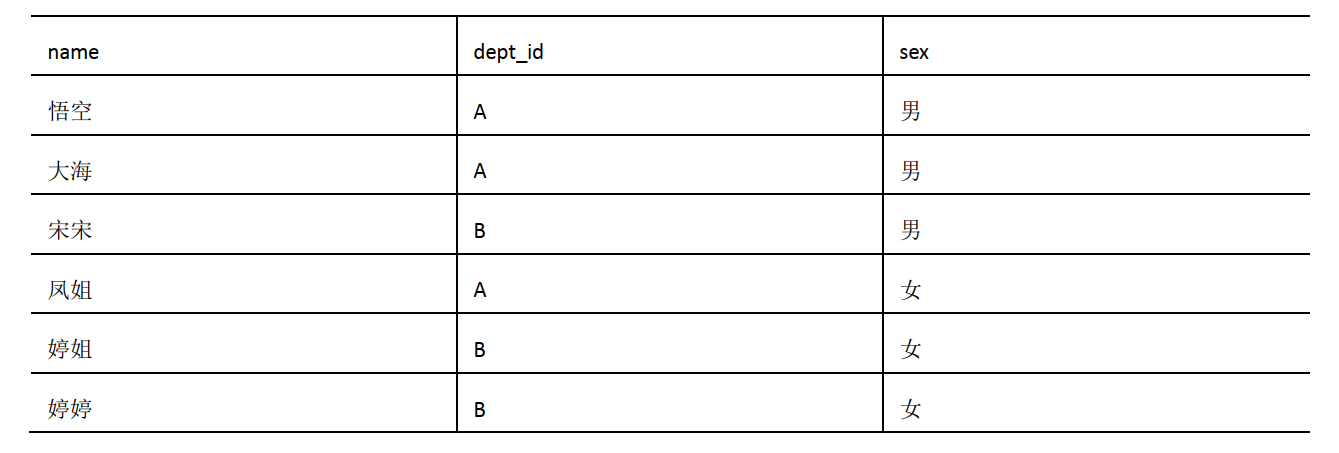 name dept_id sex
悟空 A 男
大海 A 男
宋宋 B 男
凤姐 A 女
婷姐 B 女
婷婷 B 女